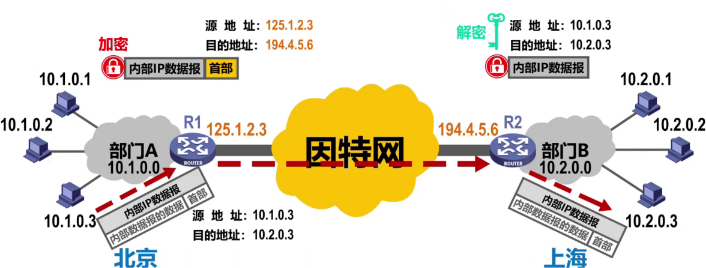 源 地 址：125.1.2.3
目的地址：194.4.5.6
加密
内部IP数据报 首部
源 地 址：10.1.0.3
目的地址：10.2.0.3
解密
内部IP数据报
10.1.0.1
10.1.0.2
10.1.0.3
部门A
10.1.0.0
R1
ROUTER
125.1.2.3
因特网
194.4.5.6
R2
ROUTER
部门B
10.2.0.0
10.2.0.1
10.2.0.2
10.2.0.3
内部IP数据报
内部数据报的数据 首部
源 地 址：10.1.0.3
目的地址：10.2.0.3
内部IP数据报
内部数据报的数据 首部
北京
上海